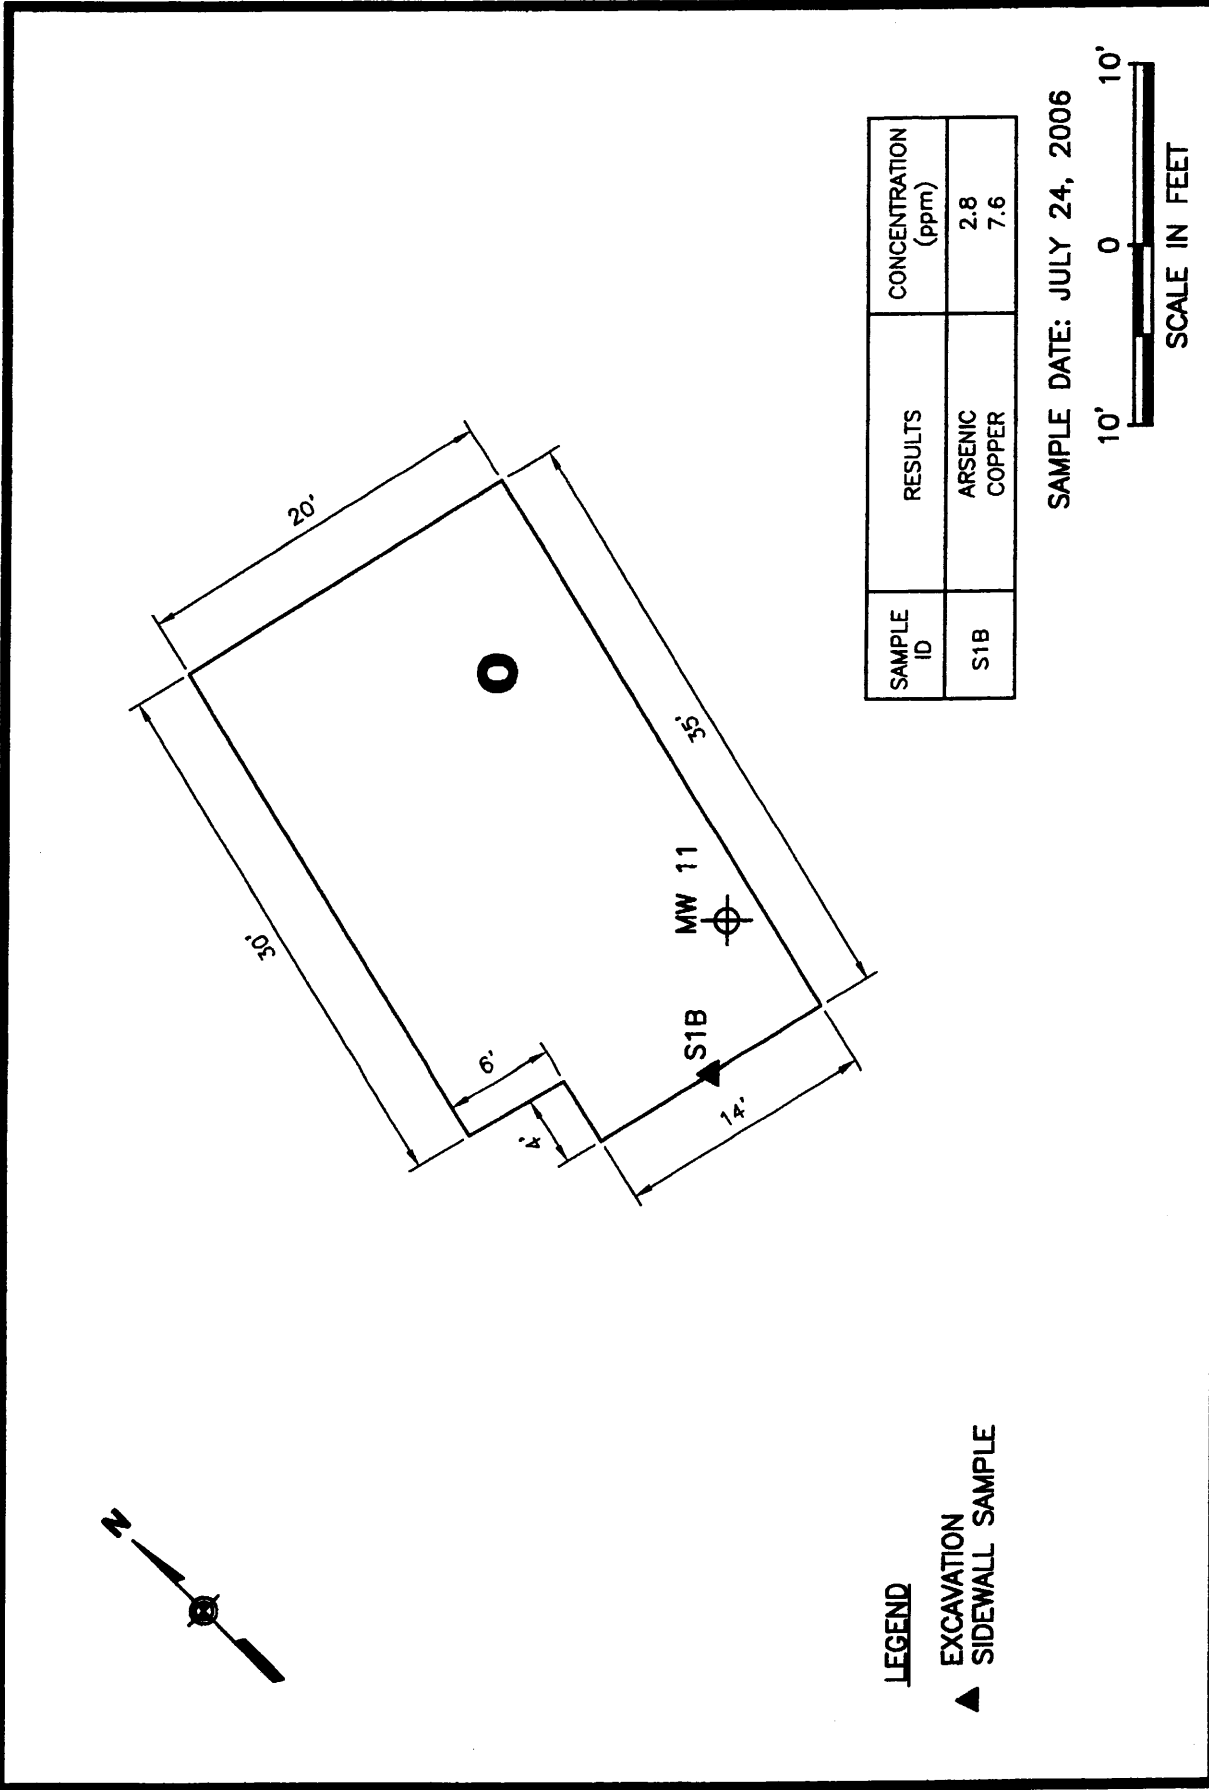 N
30'
20'
6'
4'
O
35'
14'
S1B
MW 11
LEGEND
EXCAVATION
SIDEWALL SAMPLE
SAMPLE ID RESULTS CONCENTRATION (ppm)
S1B ARSENIC 2.8
COPPER 7.6
SAMPLE DATE: JULY 24, 2006
10' 0 10'
SCALE IN FEET